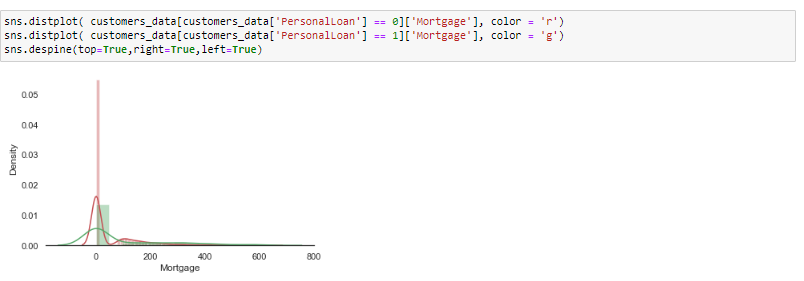 sns.distplot( customers_data[customers_data['PersonalLoan'] == 0]['Mortgage'], color = 'r')
sns.distplot( customers_data[customers_data['PersonalLoan'] == 1]['Mortgage'], color = 'g')
sns.despine(top=True,right=True,left=True)
0.05
0.04
0.03
0.02
0.01
0.00
Density
0 200 400 600 800
Mortgage